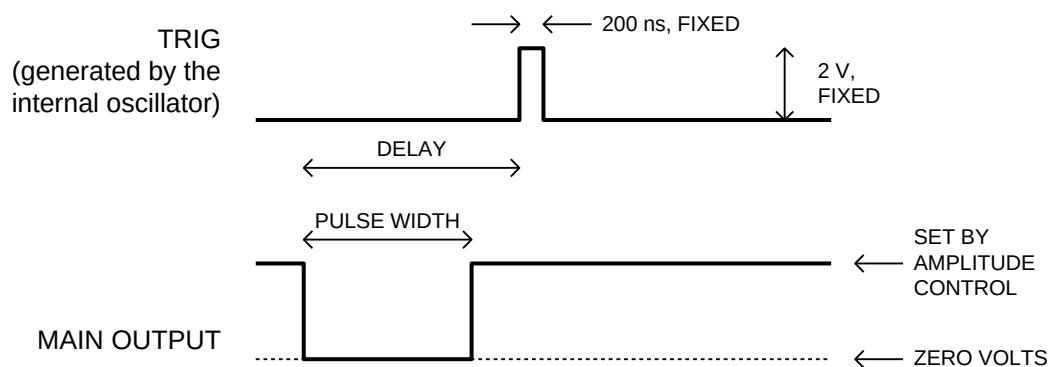 200 ns, FIXED
TRIG
(generated by the
internal oscillator)
2 V,
FIXED
DELAY
PULSE WIDTH
SET BY
AMPLITUDE
CONTROL
MAIN OUTPUT
ZERO VOLTS